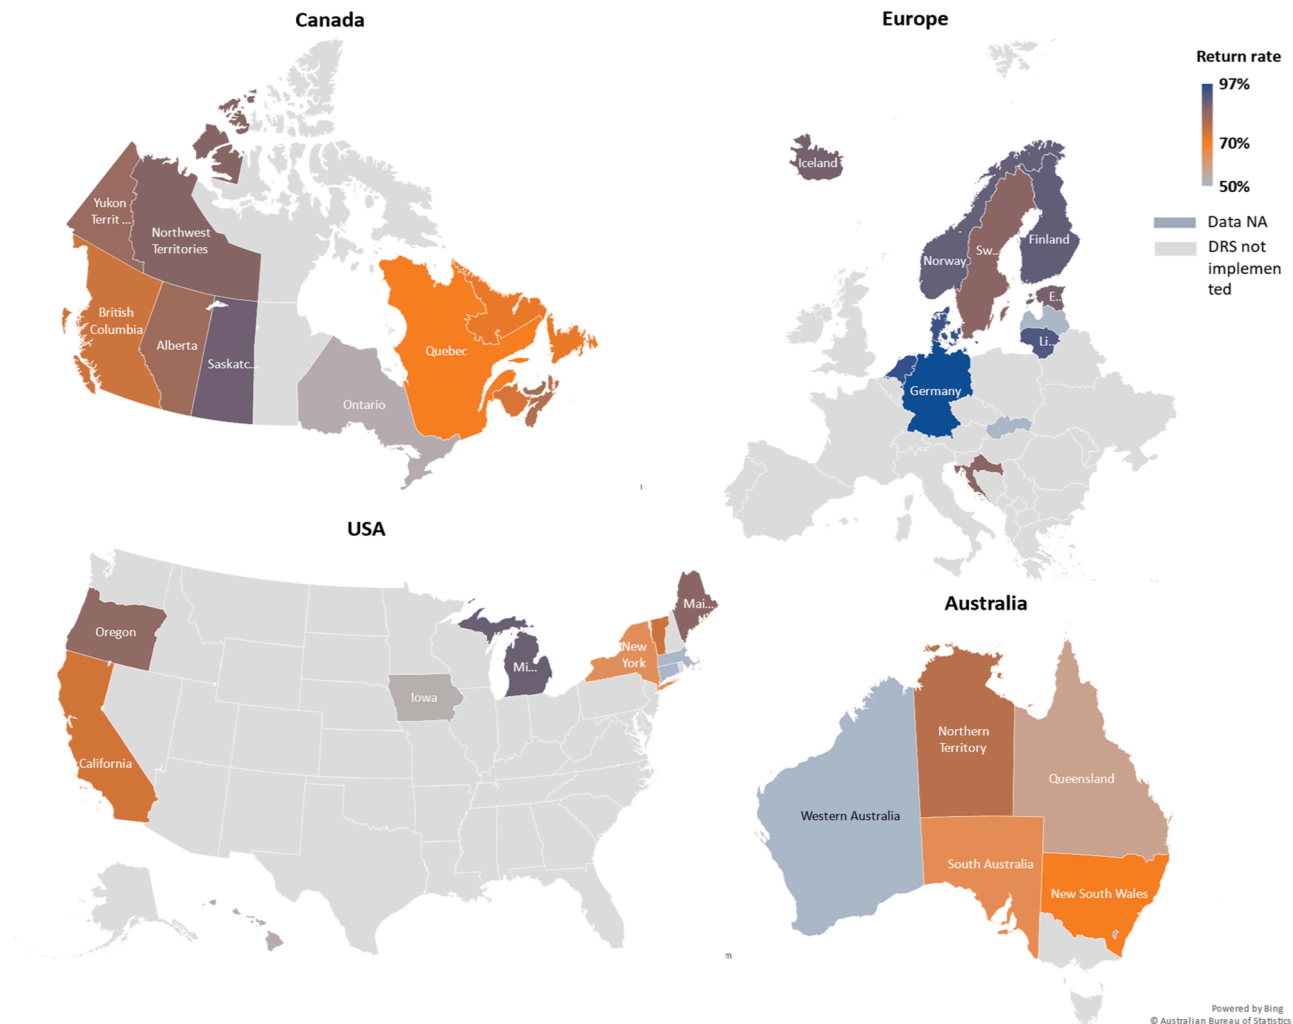 Canada
Yukon
Territ ...
Northwest
Territories
British
Columbia
Alberta
Saskatc...
Ontario
Quebec
Europe
Iceland
Norway
Sw...
Finland
E...
Li...
Germany
Return rate
97%
70%
50%
Data NA
DRS not
implemen
ted
USA
Oregon
California
Iowa
Mi...
New
York
Mai...
Australia
Northern
Territory
Queensland
Western Australia
South Australia
New South Wales
m
Powered by Bing
© Australian Bureau of Statistics